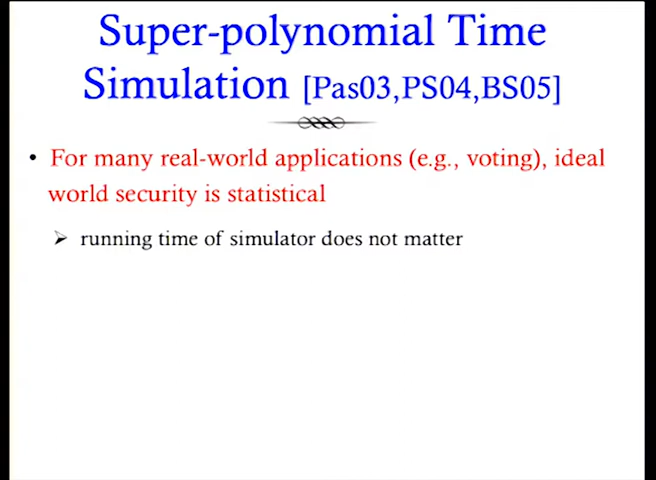 Super-polynomial Time
Simulation [Pas03,PS04,BS05]
• For many real-world applications (e.g., voting), ideal
world security is statistical
➢ running time of simulator does not matter